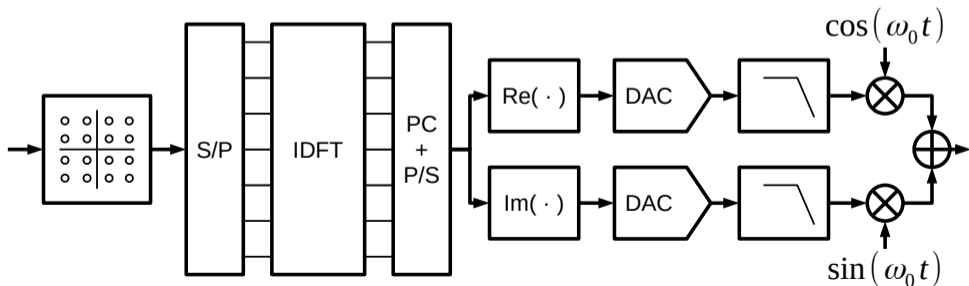 cos(ω₀t)
Re( · )
DAC
S/P
IDFT
PC
+
P/S
Im( · )
DAC
sin(ω₀t)